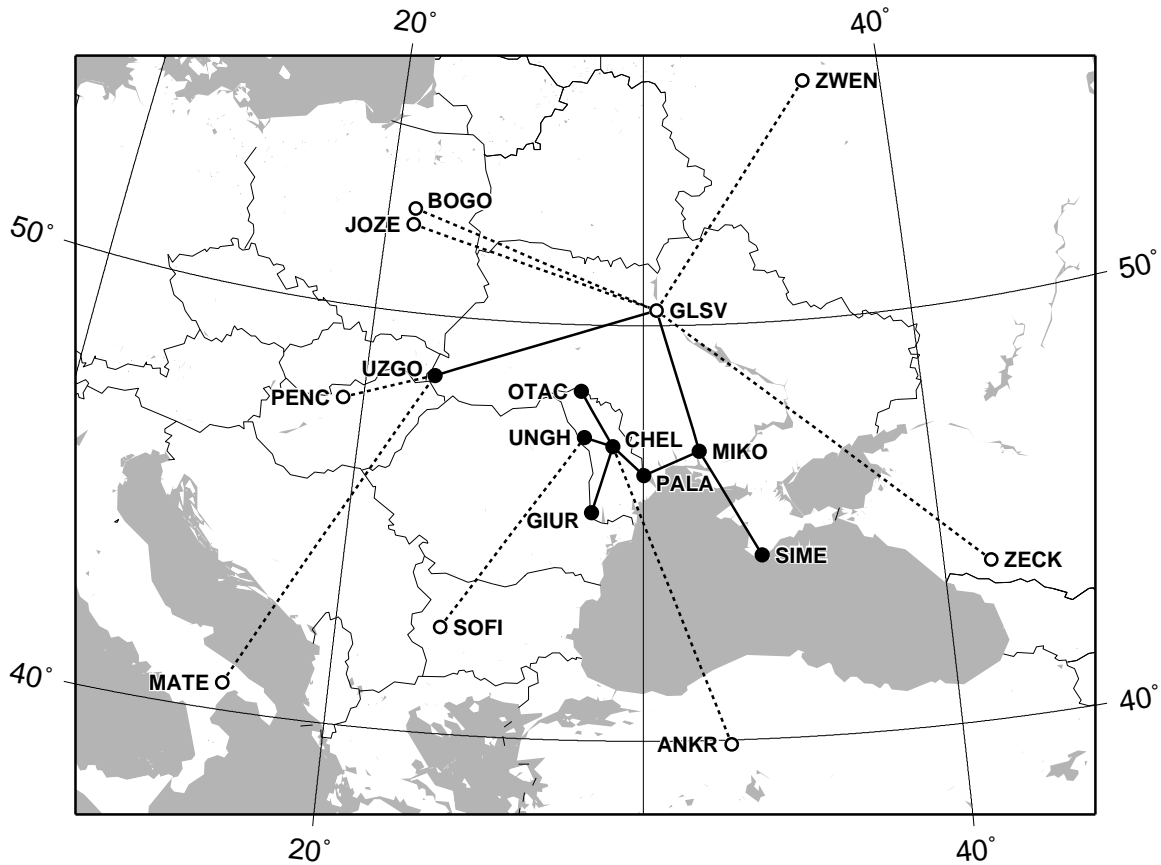 20°
40°
ZWEN
BOGO
JOZE
50°
50°
GLSV
UZGO
PENC
OTAC
UNGH
CHEL
MIKO
PALA
GIUR
SIME
ZECK
SOFI
MATE
40°
40°
ANKR
20°
40°